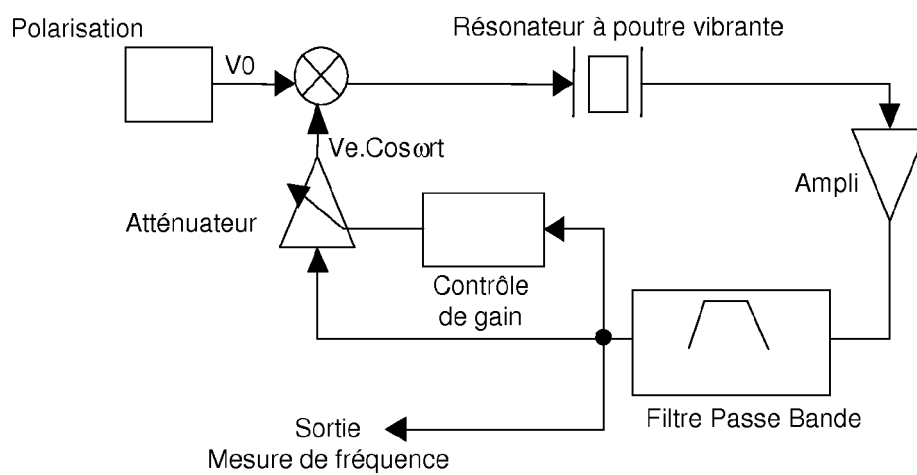 Polarisation
Résonateur à poutre vibrante
V0
Ve.Cosωrt
Ampli
Atténuateur
Contrôle
de gain
Filtre Passe Bande
Sortie
Mesure de fréquence